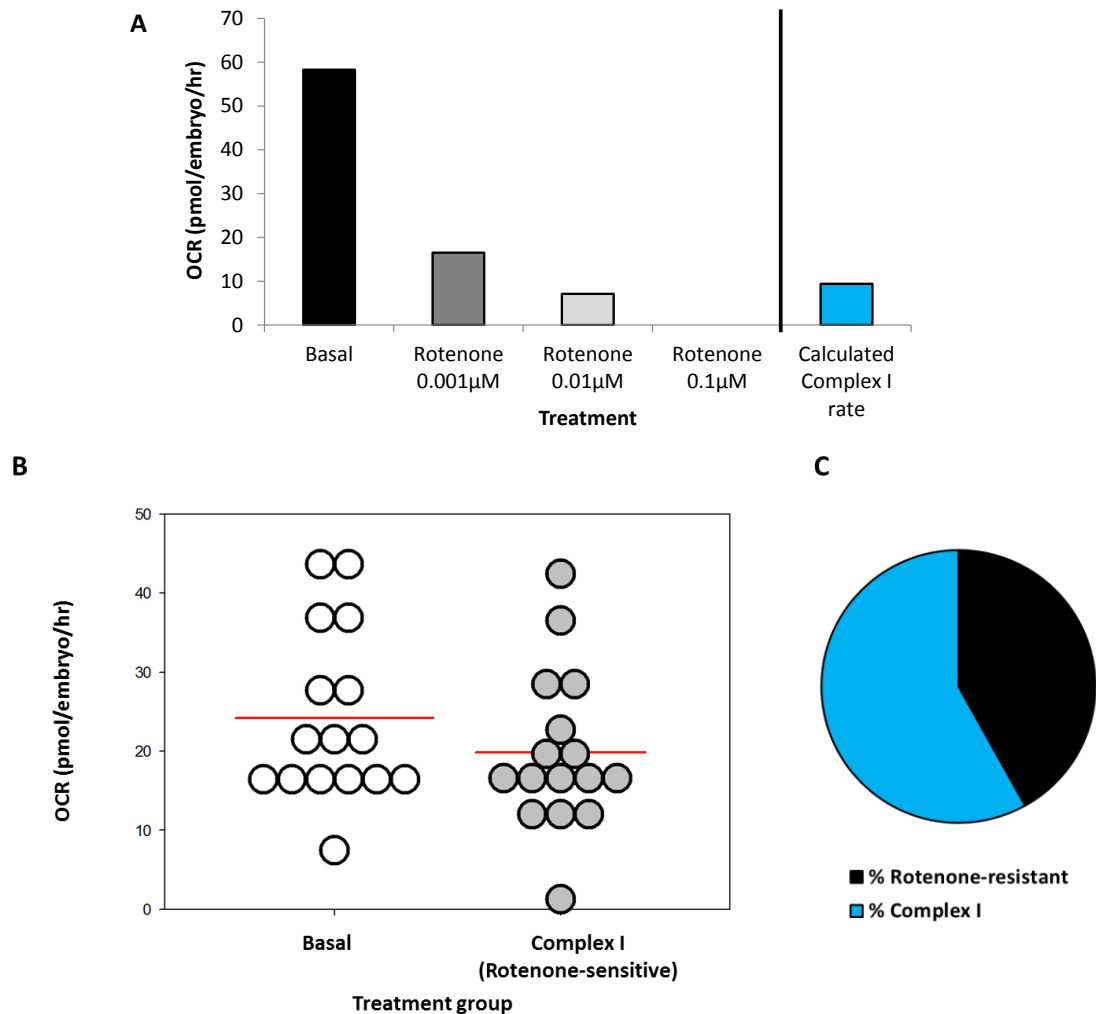 A
OCR (pmol/embryo/hr)
70
60
50
40
30
20
10
0
Basal
Rotenone
0.001µM
Rotenone
0.01µM
Rotenone
0.1µM
Calculated
Complex I
rate
Treatment
B
OCR (pmol/embryo/hr)
50
40
30
20
10
0
Basal
Complex I
(Rotenone-sensitive)
Treatment group
C
% Rotenone-resistant
% Complex I